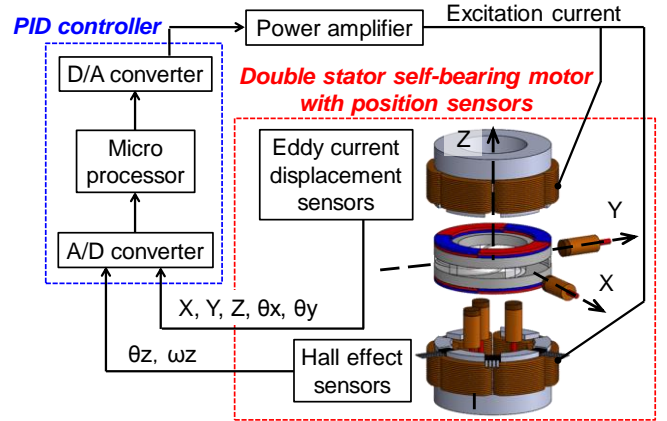 PID controller
Power amplifier
Excitation current
D/A converter
Double stator self-bearing motor
with position sensors
Micro
processor
Eddy current
displacement
sensors
Z
A/D converter
Y
X
X, Y, Z, θx, θy
θz, ωz
Hall effect
sensors